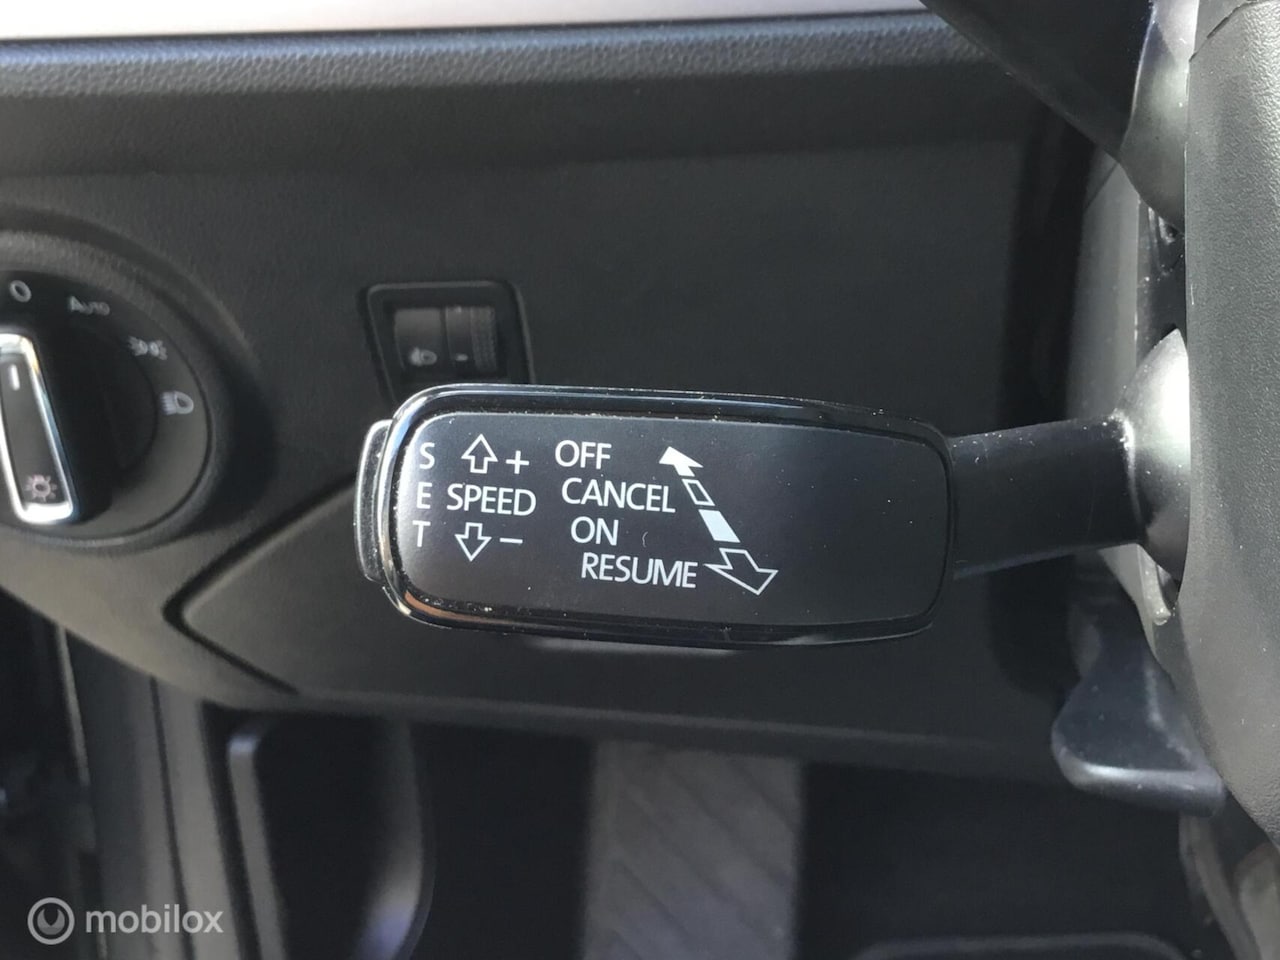 O Auto
S + OFF
E SPEED CANCEL
T − ON
RESUME
mobilox